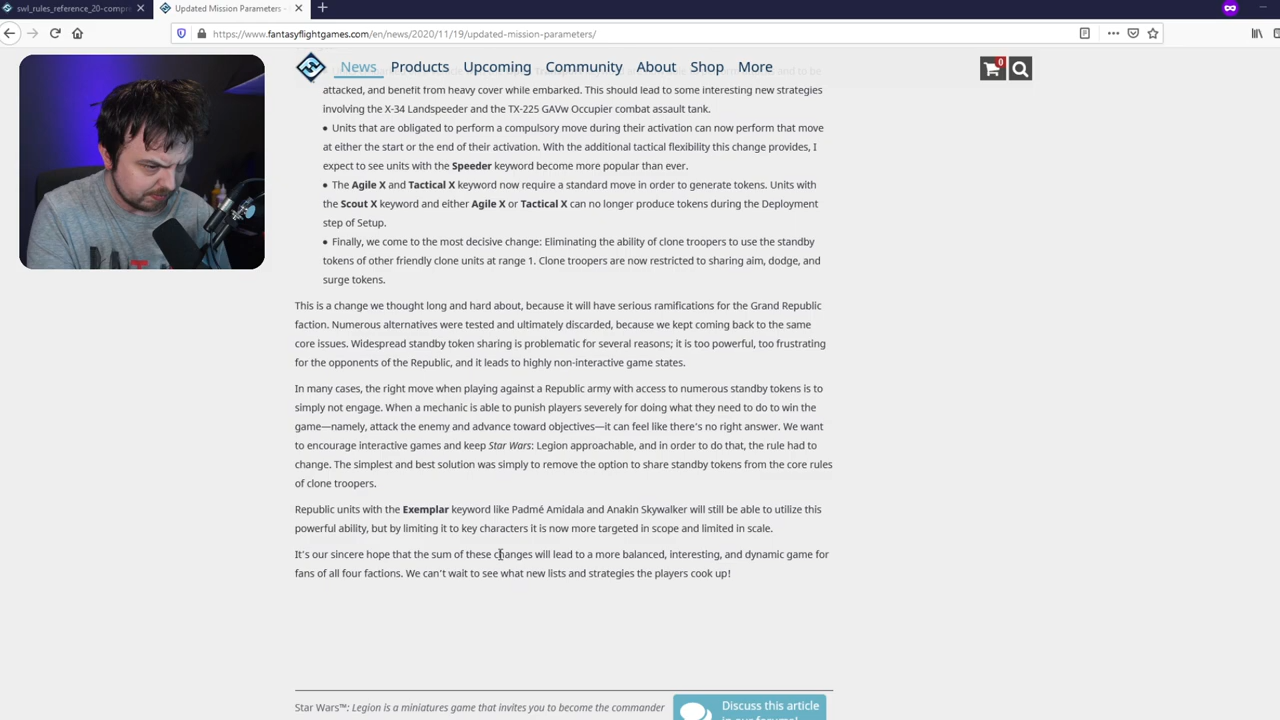 swl_rules_reference_20-compr
Updated Mission Parameters -
https://www.fantasyflightgames.com/en/news/2020/11/19/updated-mission-parameters/
News Products Upcoming Community About Shop More
0
attacked, and benefit from heavy cover while embarked. This should lead to some interesting new strategies
involving the X-34 Landspeeder and the TX-225 GAVw Occupier combat assault tank.
• Units that are obligated to perform a compulsory move during their activation can now perform that move
at either the start or the end of their activation. With the additional tactical flexibility this change provides, I
expect to see units with the Speeder keyword become more popular than ever.
• The Agile X and Tactical X keyword now require a standard move in order to generate tokens. Units with
the Scout X keyword and either Agile X or Tactical X can no longer produce tokens during the Deployment
step of Setup.
• Finally, we come to the most decisive change: Eliminating the ability of clone troopers to use the standby
tokens of other friendly clone units at range 1. Clone troopers are now restricted to sharing aim, dodge, and
surge tokens.
This is a change we thought long and hard about, because it will have serious ramifications for the Grand Republic
faction. Numerous alternatives were tested and ultimately discarded, because we kept coming back to the same
core issues. Widespread standby token sharing is problematic for several reasons; it is too powerful, too frustrating
for the opponents of the Republic, and it leads to highly non-interactive game states.
In many cases, the right move when playing against a Republic army with access to numerous standby tokens is to
simply not engage. When a mechanic is able to punish players severely for doing what they need to do to win the
game—namely, attack the enemy and advance toward objectives—it can feel like there's no right answer. We want
to encourage interactive games and keep Star Wars: Legion approachable, and in order to do that, the rule had to
change. The simplest and best solution was simply to remove the option to share standby tokens from the core rules
of clone troopers.
Republic units with the Exemplar keyword like Padmé Amidala and Anakin Skywalker will still be able to utilize this
powerful ability, but by limiting it to key characters it is now more targeted in scope and limited in scale.
It's our sincere hope that the sum of these changes will lead to a more balanced, interesting, and dynamic game for
fans of all four factions. We can't wait to see what new lists and strategies the players cook up!
Star Wars™: Legion is a miniatures game that invites you to become the commander
Discuss this article
in our forums!